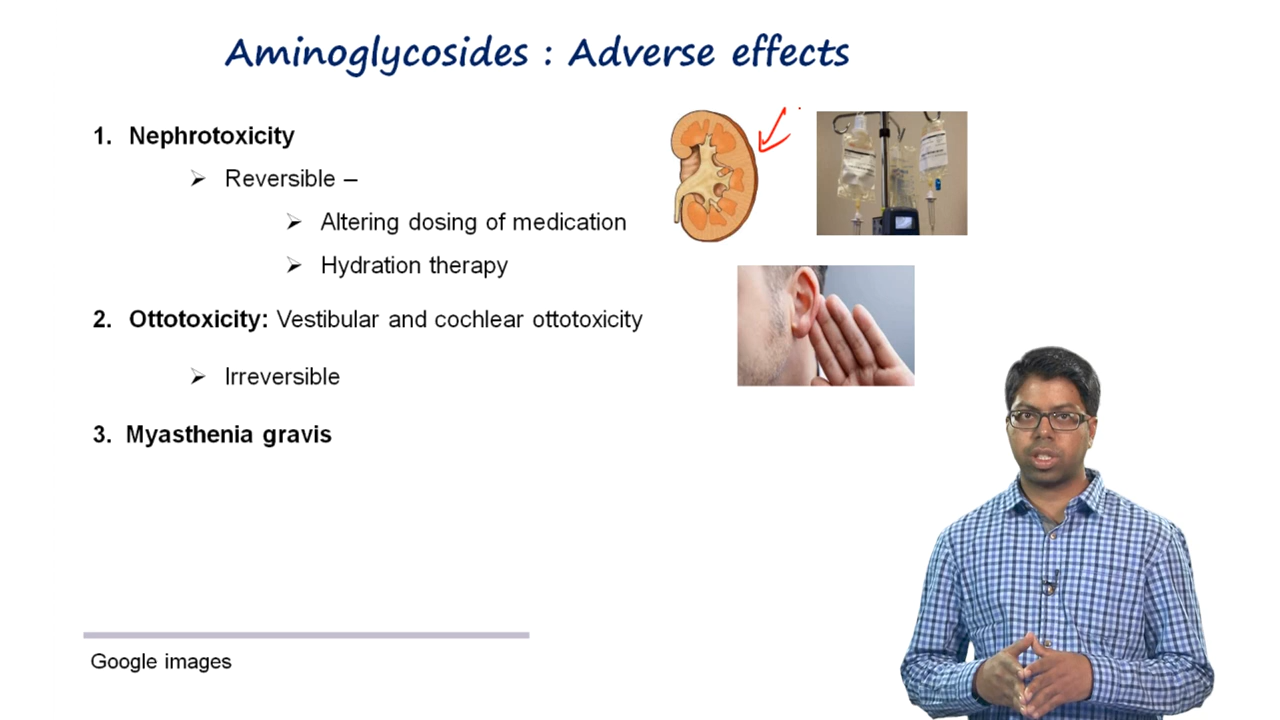 Aminoglycosides : Adverse effects
1. Nephrotoxicity
➢ Reversible –
➢ Altering dosing of medication
➢ Hydration therapy
2. Ottotoxicity: Vestibular and cochlear ottotoxicity
➢ Irreversible
3. Myasthenia gravis
Google images